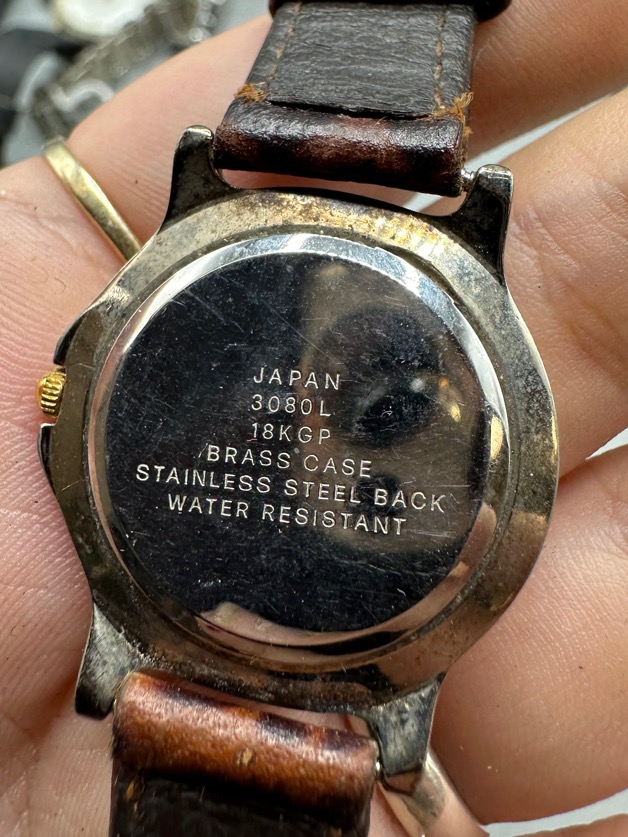 JAPAN
3080L
18KGP
BRASS CASE
STAINLESS STEEL BACK
WATER RESISTANT